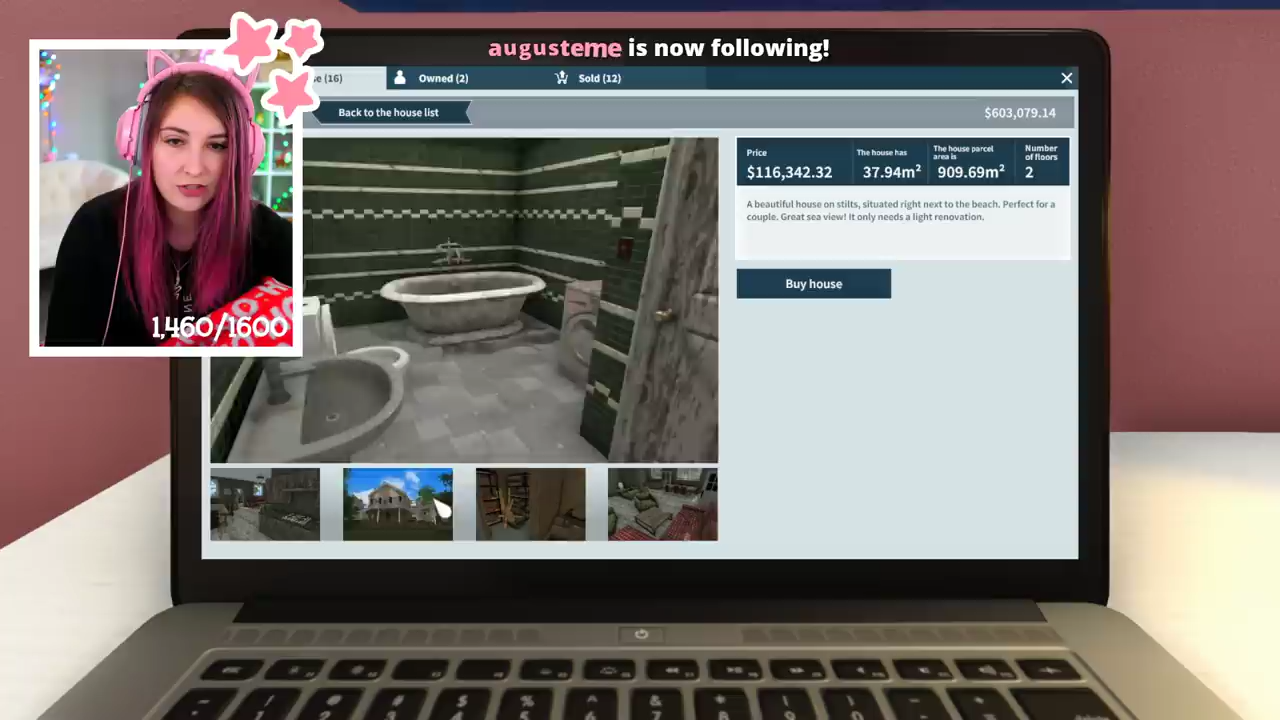 augusteme is now following!
(16)
Owned (2)
Sold (12)
Back to the house list
$603,079.14
Price
$116,342.32
The house has
37.94m²
The house parcel
area is
909.69m²
Number
of floors
2
A beautiful house on stilts, situated right next to the beach. Perfect for a
couple. Great sea view! It only needs a light renovation.
Buy house
1,460/1600